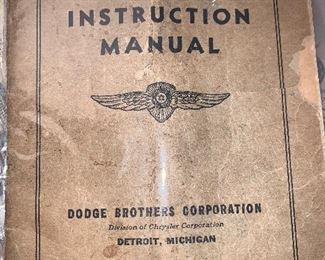 INSTRUCTION
MANUAL
DODGE BROTHERS CORPORATION
Division of Chrysler Corporation
DETROIT, MICHIGAN